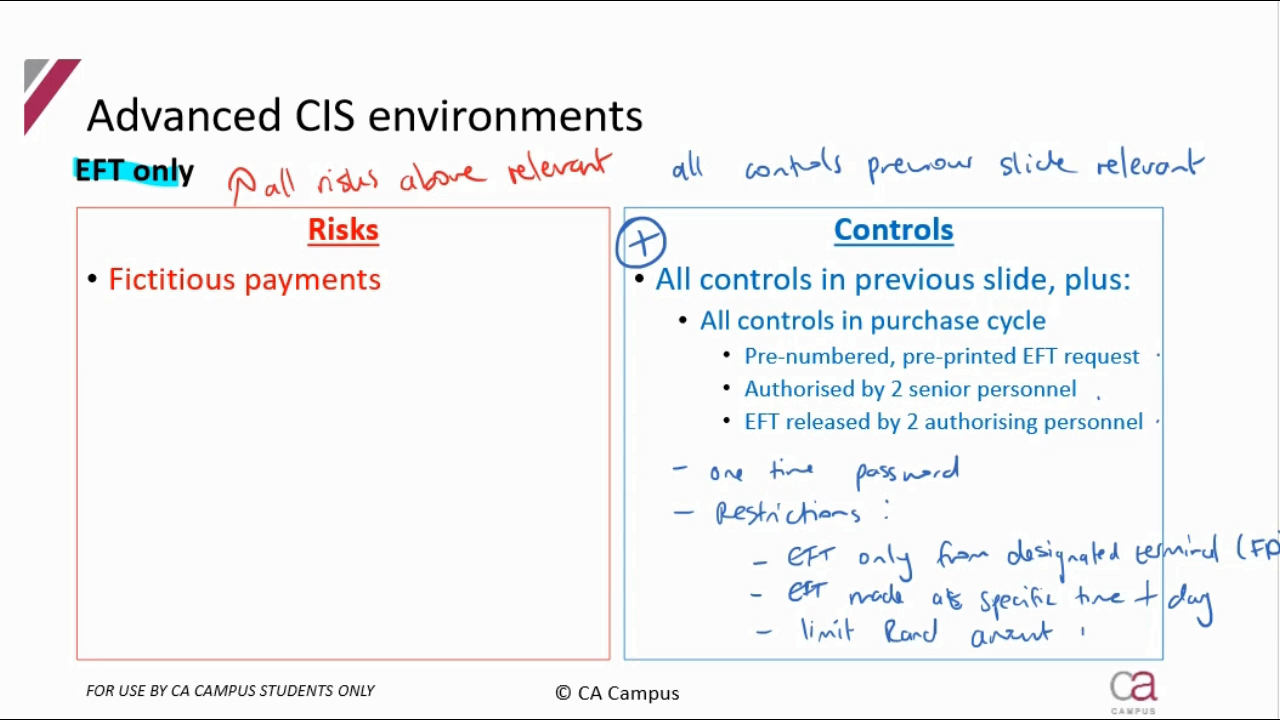 Advanced CIS environments
EFT only
all risks above relevant
all controls previous slide relevant
Risks
• Fictitious payments
+
Controls
• All controls in previous slide, plus:
• All controls in purchase cycle
• Pre-numbered, pre-printed EFT request
• Authorised by 2 senior personnel
• EFT released by 2 authorising personnel
- one time password
- Restrictions :
- EFT only from designated terminal (FD
- EFT made at specific time + day
- limit Rand amount
FOR USE BY CA CAMPUS STUDENTS ONLY
© CA Campus
ca
CAMPUS